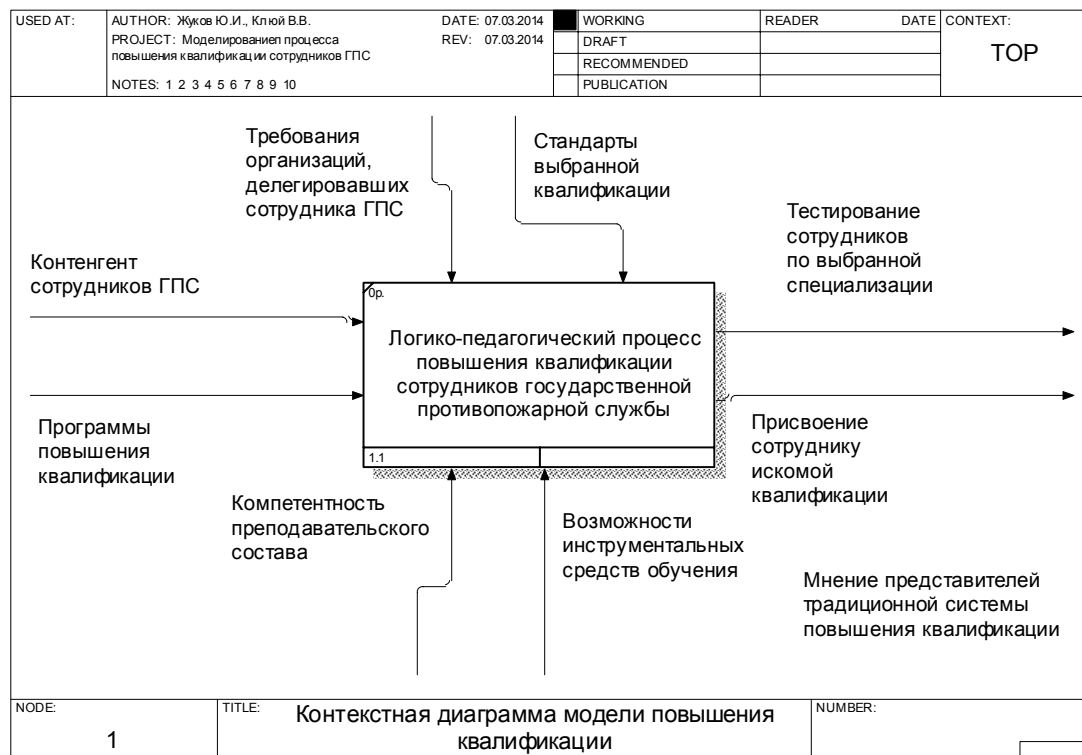 USED AT:
AUTHOR: Жуков Ю.И., Клюй В.В.
DATE: 07.03.2014
PROJECT: Моделированиеп процесса
повышения квалификации сотрудников ГПС
REV: 07.03.2014
NOTES: 1 2 3 4 5 6 7 8 9 10
WORKING
DRAFT
RECOMMENDED
PUBLICATION
READER DATE
CONTEXT:
TOP
Требования
организаций,
делегировавших
сотрудника ГПС
Стандарты
выбранной
квалификации
Тестирование
сотрудников
по выбранной
специализации
Контенгент
сотрудников ГПС
0р.
Логико-педагогический процесс
повышения квалификации
сотрудников государственной
противопожарной службы
1.1
Программы
повышения
квалификации
Присвоение
сотруднику
искомой
квалификации
Компетентность
преподавательского
состава
Возможности
инструментальных
средств обучения
Мнение представителей
традиционной системы
повышения квалификации
NODE:
1
TITLE:
Контекстная диаграмма модели повышения
квалификации
NUMBER: